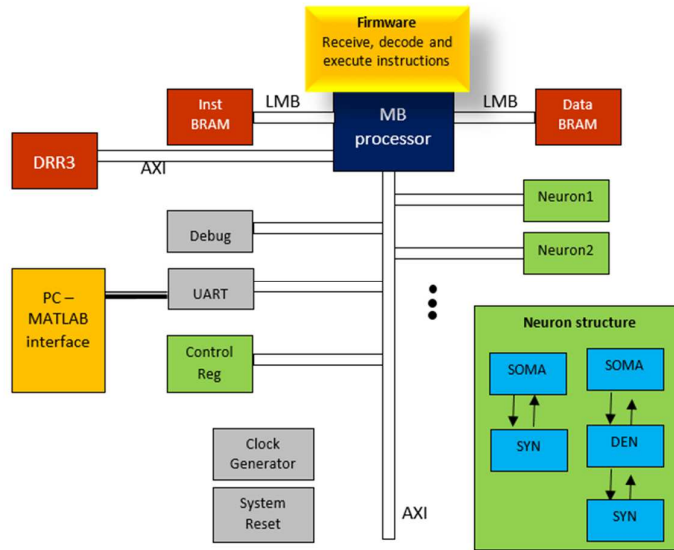 Firmware
Receive, decode and
execute instructions
Inst
BRAM
LMB
MB
processor
LMB
Data
BRAM
DRR3
AXI
Neuron1
Debug
Neuron2
PC –
MATLAB
interface
UART
Control
Reg
Neuron structure
SOMA
SOMA
SYN
DEN
SYN
Clock
Generator
System
Reset
AXI